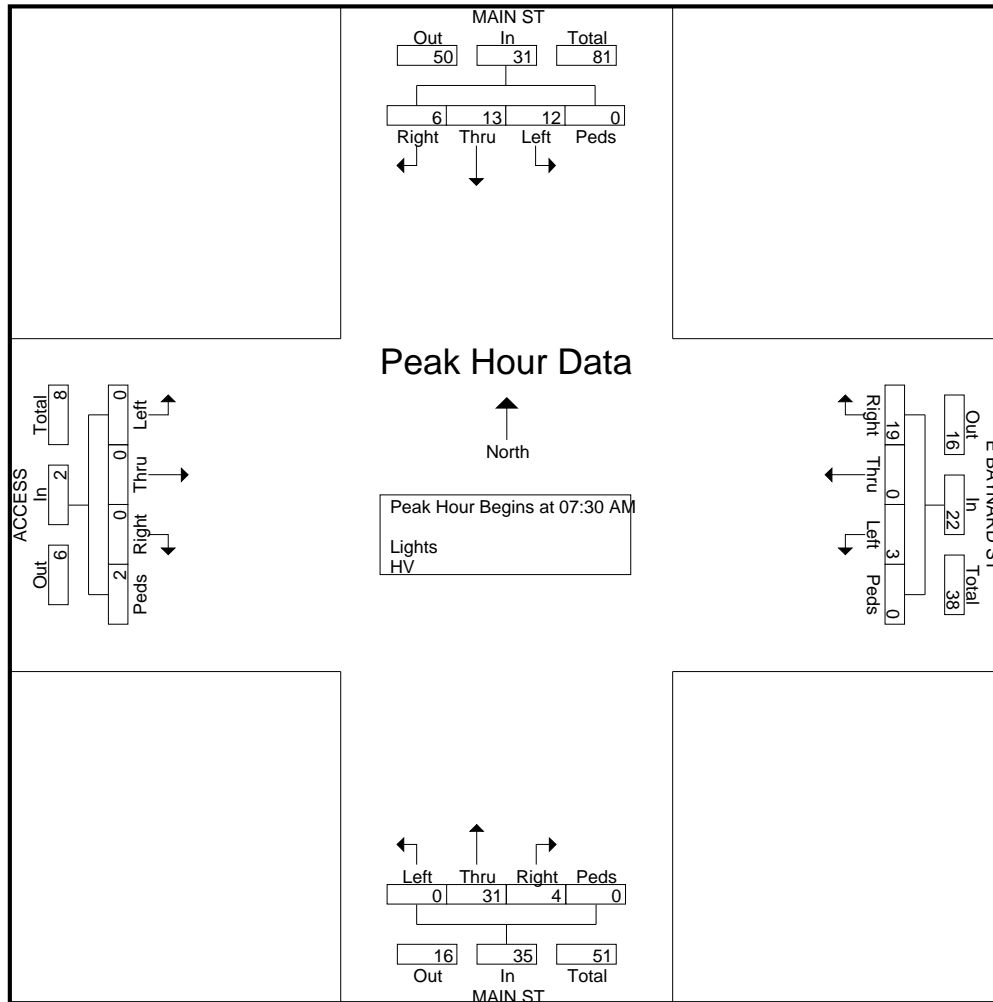 MAIN ST
Out In Total
50 31 81
6 13 12 0
Right Thru Left Peds
Peak Hour Data
North
Peak Hour Begins at 07:30 AM
Lights
HV
ACCESS
Total In Out
8 2 6
0 0 0 2
Left Thru Right Peds
Right Thru Left Peds
19 0 3 0
Out In Total
16 22 38
E BAYNARD ST
Left Thru Right Peds
0 31 4 0
16 35 51
Out In Total
MAIN ST